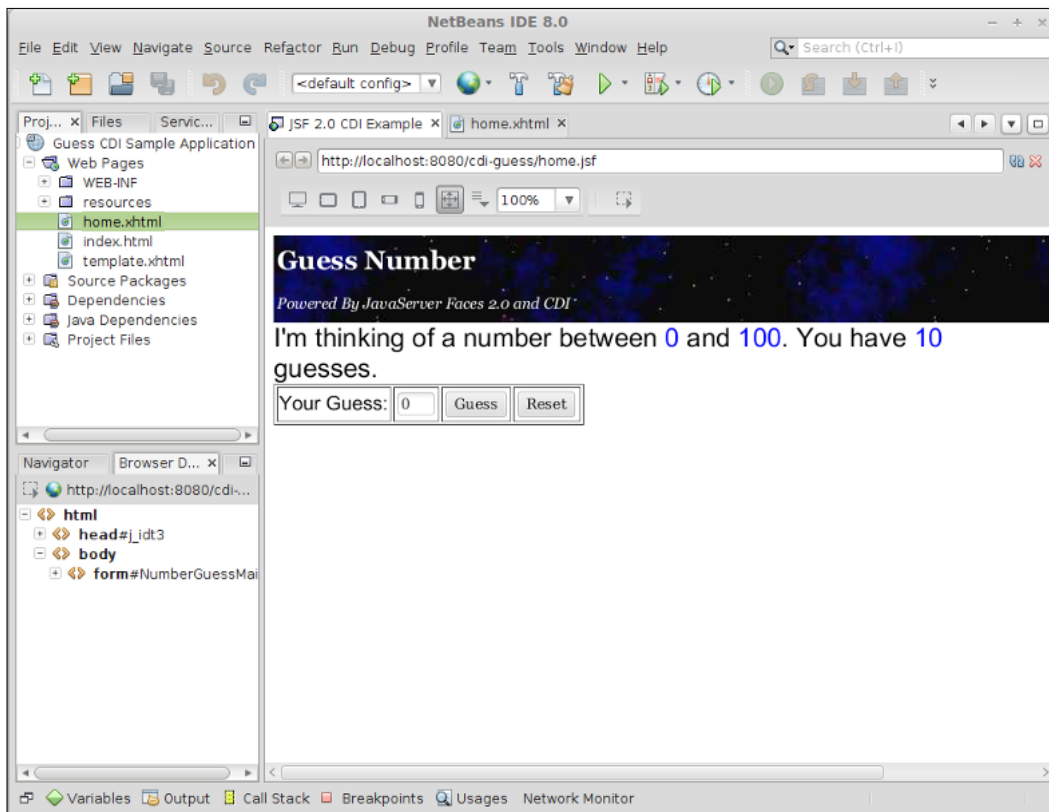 NetBeans IDE 8.0
File Edit View Navigate Source Refactor Run Debug Profile Team Tools Window Help
Search (Ctrl+I)
<default config>
Proj... Files Servic...
JSF 2.0 CDI Example home.xhtml
Guess CDI Sample Application
Web Pages
WEB-INF
resources
home.xhtml
index.html
template.xhtml
Source Packages
Dependencies
Java Dependencies
Project Files
http://localhost:8080/cdi-guess/home.jsf
100%
Guess Number
Powered By JavaServer Faces 2.0 and CDI
I'm thinking of a number between 0 and 100. You have 10
guesses.
Your Guess: 0 Guess Reset
Navigator Browser D...
http://localhost:8080/cdi-...
html
head#j_idt3
body
form#NumberGuessMai
Variables Output Call Stack Breakpoints Usages Network Monitor